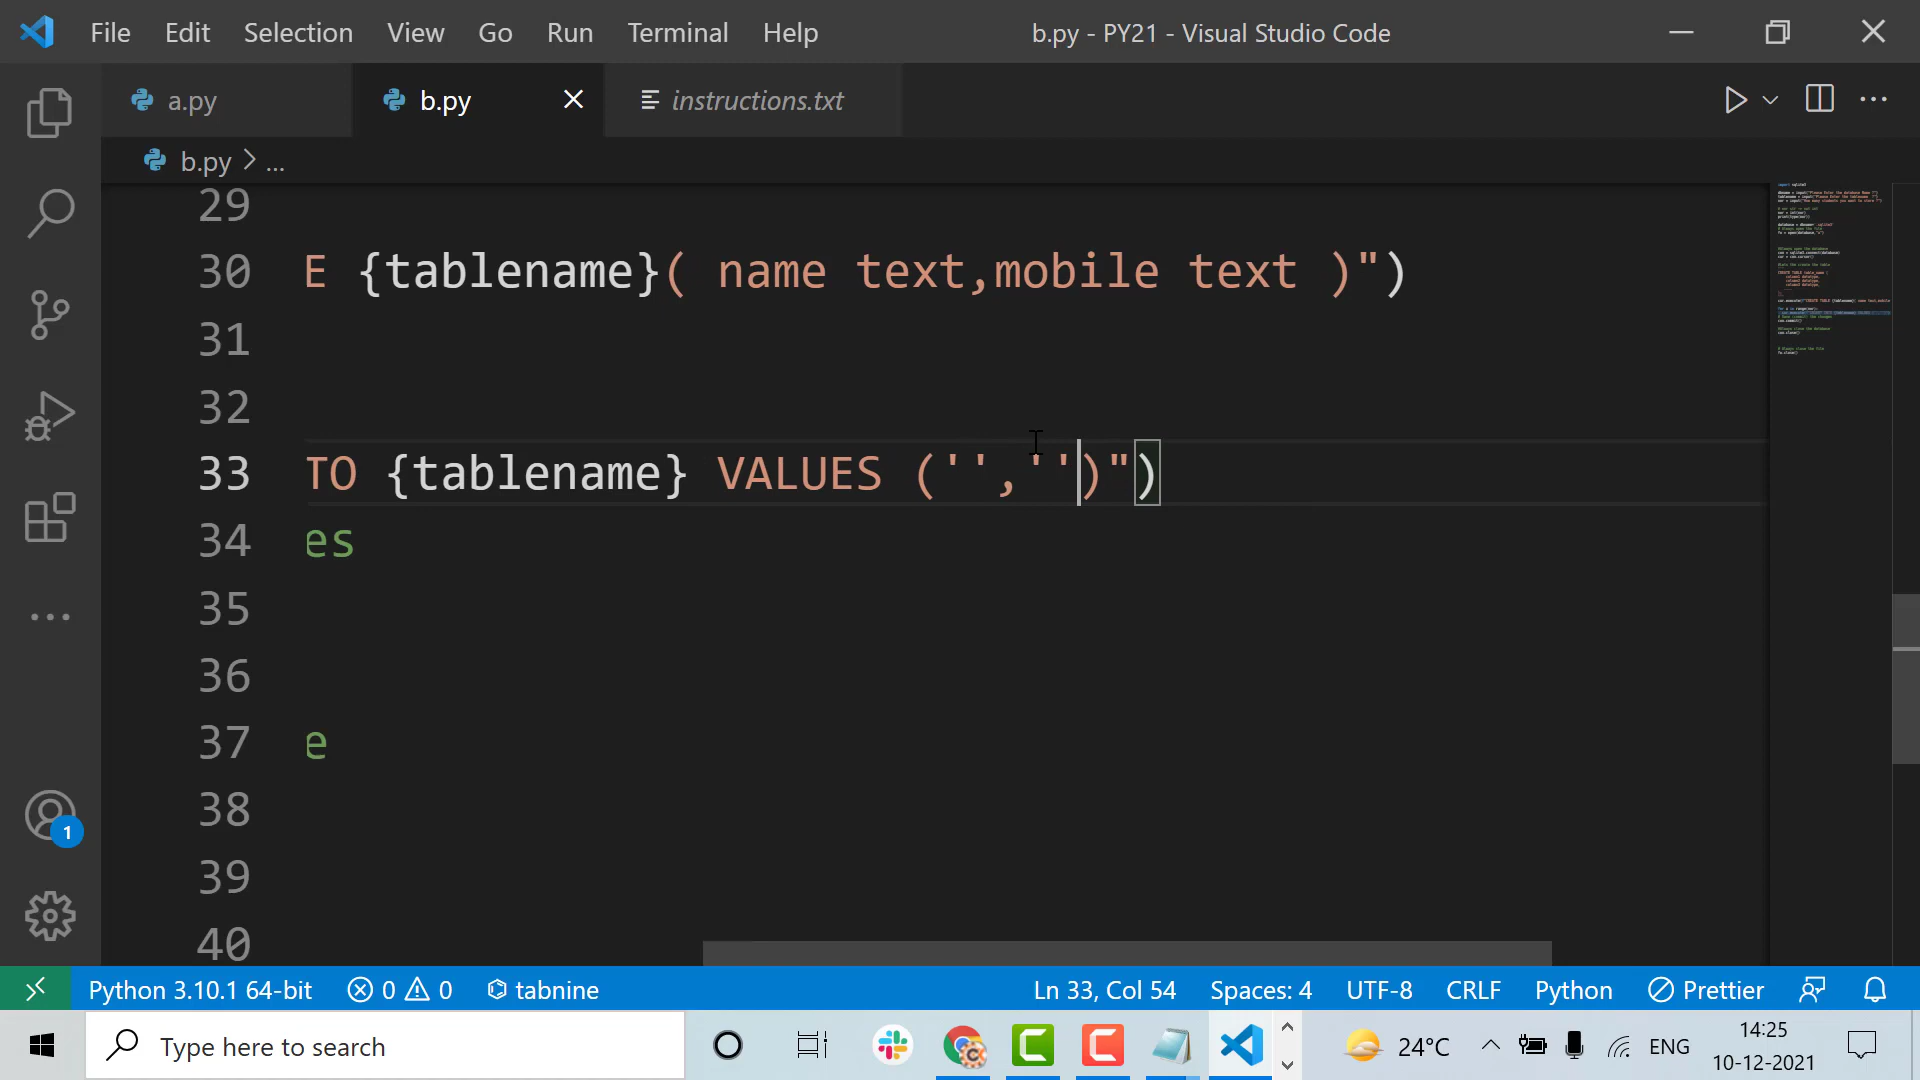 File Edit Selection View Go Run Terminal Help b.py - PY21 - Visual Studio Code
a.py b.py instructions.txt
b.py > ...
29
30 E {tablename}( name text,mobile text )")
31
32
33 TO {tablename} VALUES ('','')")
34 es
35
36
37 e
38
39
40
1
Python 3.10.1 64-bit 0 0 tabnine Ln 33, Col 54 Spaces: 4 UTF-8 CRLF Python Prettier
Type here to search 24°C ENG 14:25
10-12-2021